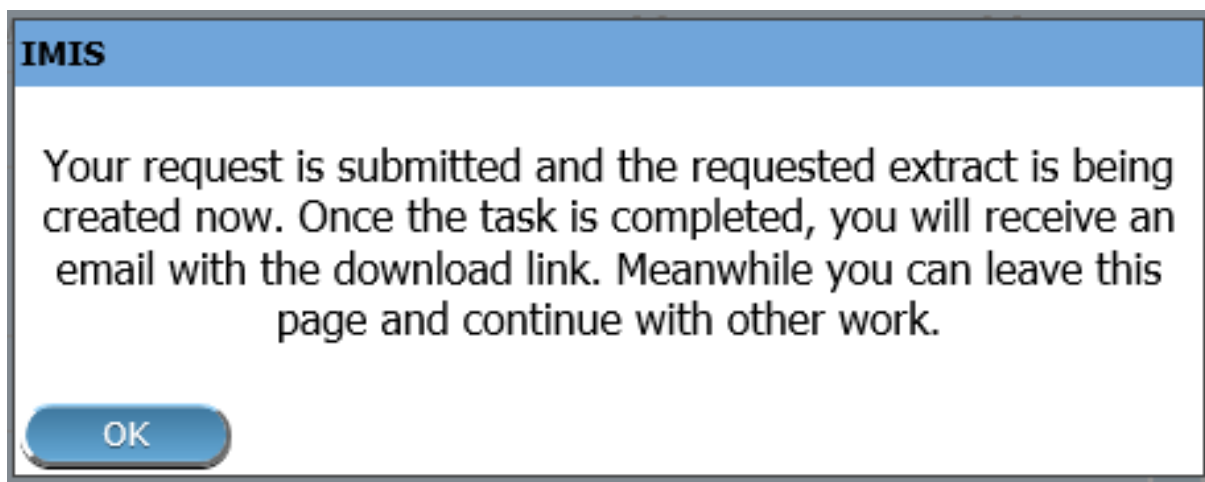 IMIS
Your request is submitted and the requested extract is being
created now. Once the task is completed, you will receive an
email with the download link. Meanwhile you can leave this
page and continue with other work.
OK